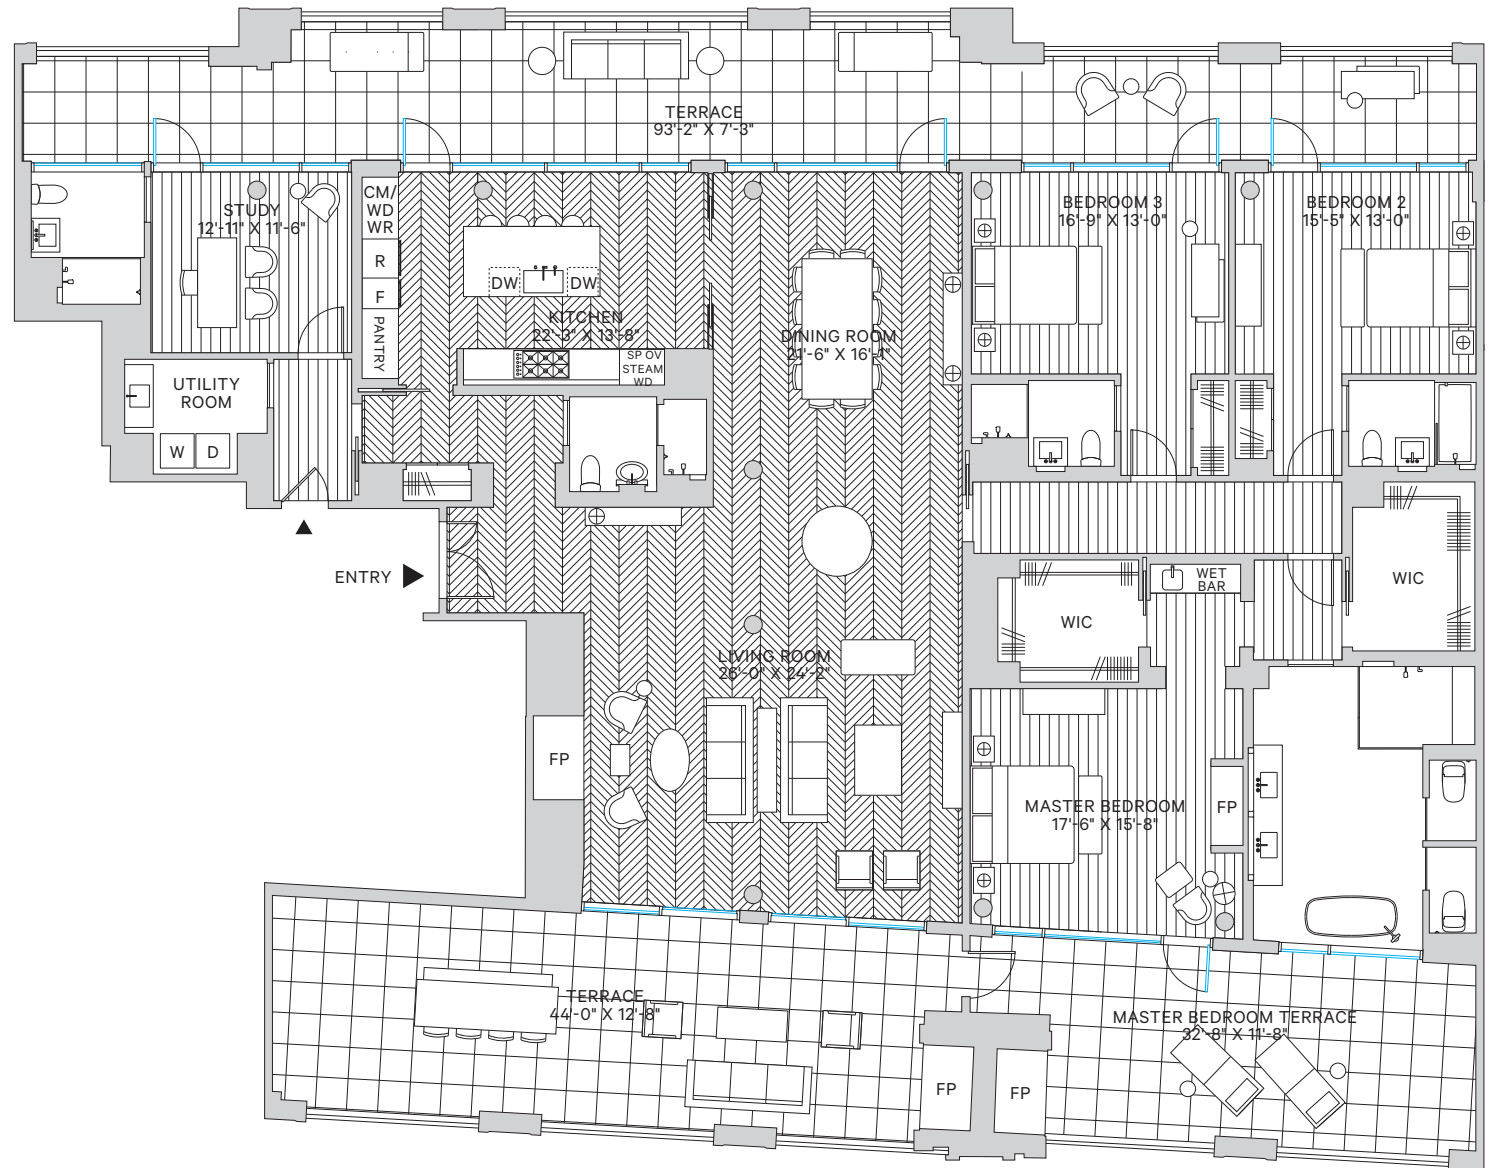 TERRACE
93'-2" X 7'-3"
STUDY
12'-11" X 11'-6"
CM/
WD
WR
R
F
PANTRY
DW
DW
KITCHEN
22'-3" X 13'-8"
SP OV
STEAM
WD
DINING ROOM
21'-6" X 16'-1"
BEDROOM 3
16'-9" X 13'-0"
BEDROOM 2
15'-5" X 13'-0"
UTILITY
ROOM
W
D
ENTRY
WET
BAR
WIC
WIC
LIVING ROOM
26'-0" X 24'-2"
FP
MASTER BEDROOM
17'-6" X 15'-8"
FP
TERRACE
44'-0" X 12'-8"
MASTER BEDROOM TERRACE
32'-8" X 11'-8"
FP
FP